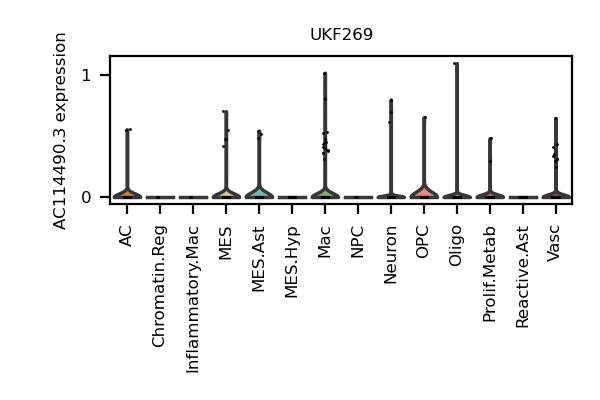 UKF269
AC114490.3 expression
1
0
AC
Chromatin.Reg
Inflammatory.Mac
MES
MES.Ast
MES.Hyp
Mac
NPC
Neuron
OPC
Oligo
Prolif.Metab
Reactive.Ast
Vasc